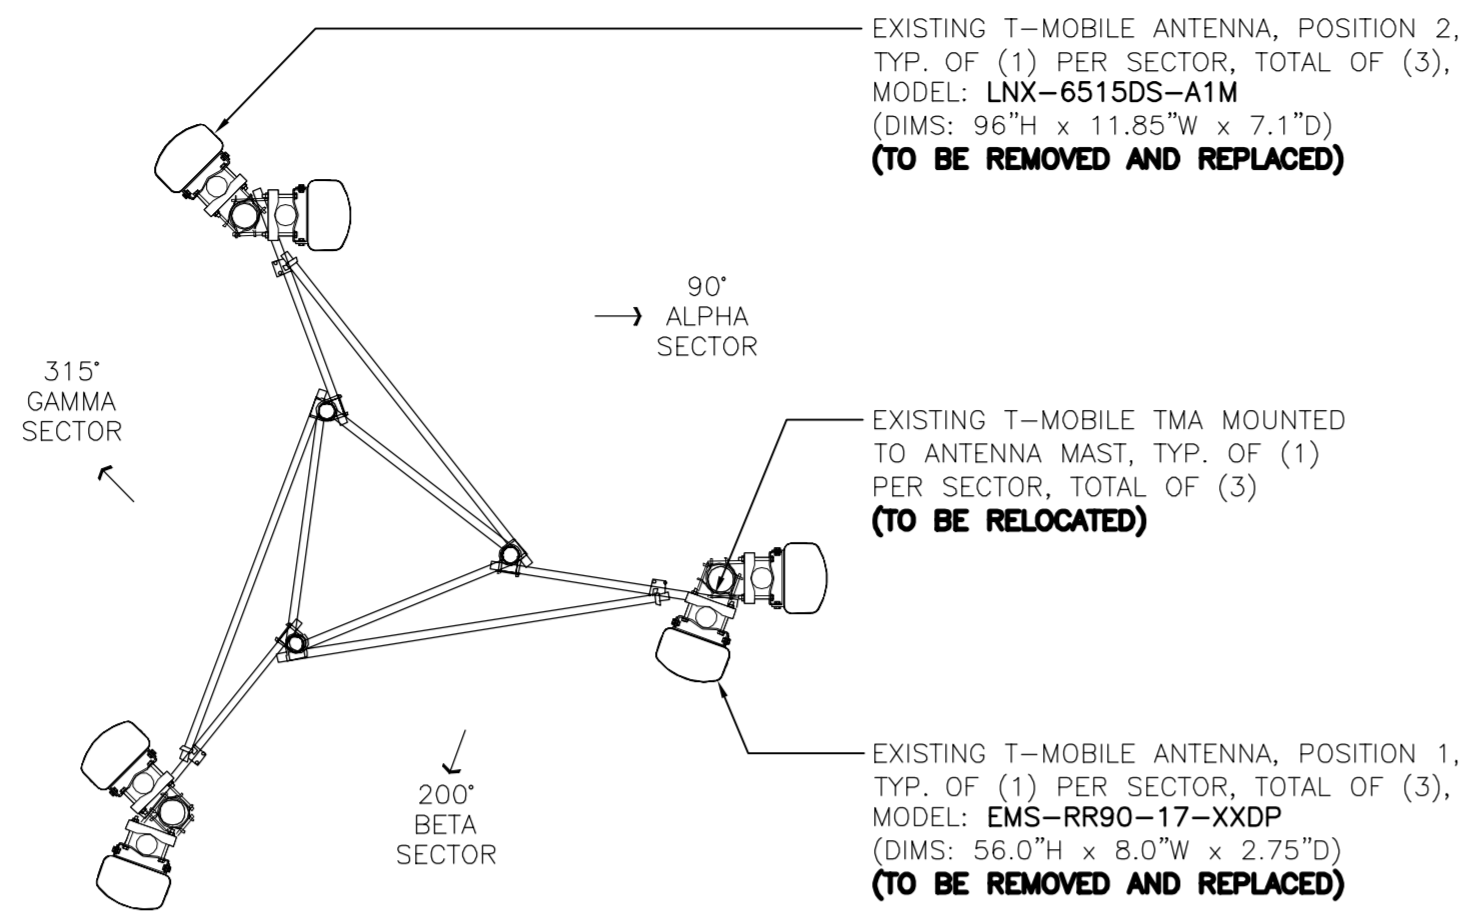 EXISTING T-MOBILE ANTENNA, POSITION 2,
TYP. OF (1) PER SECTOR, TOTAL OF (3),
MODEL: LNX-6515DS-A1M
(DIMS: 96"H x 11.85"W x 7.1"D)
(TO BE REMOVED AND REPLACED)
90°
ALPHA
SECTOR
315°
GAMMA
SECTOR
EXISTING T-MOBILE TMA MOUNTED
TO ANTENNA MAST, TYP. OF (1)
PER SECTOR, TOTAL OF (3)
(TO BE RELOCATED)
200°
BETA
SECTOR
EXISTING T-MOBILE ANTENNA, POSITION 1,
TYP. OF (1) PER SECTOR, TOTAL OF (3),
MODEL: EMS-RR90-17-XXDP
(DIMS: 56.0"H x 8.0"W x 2.75"D)
(TO BE REMOVED AND REPLACED)